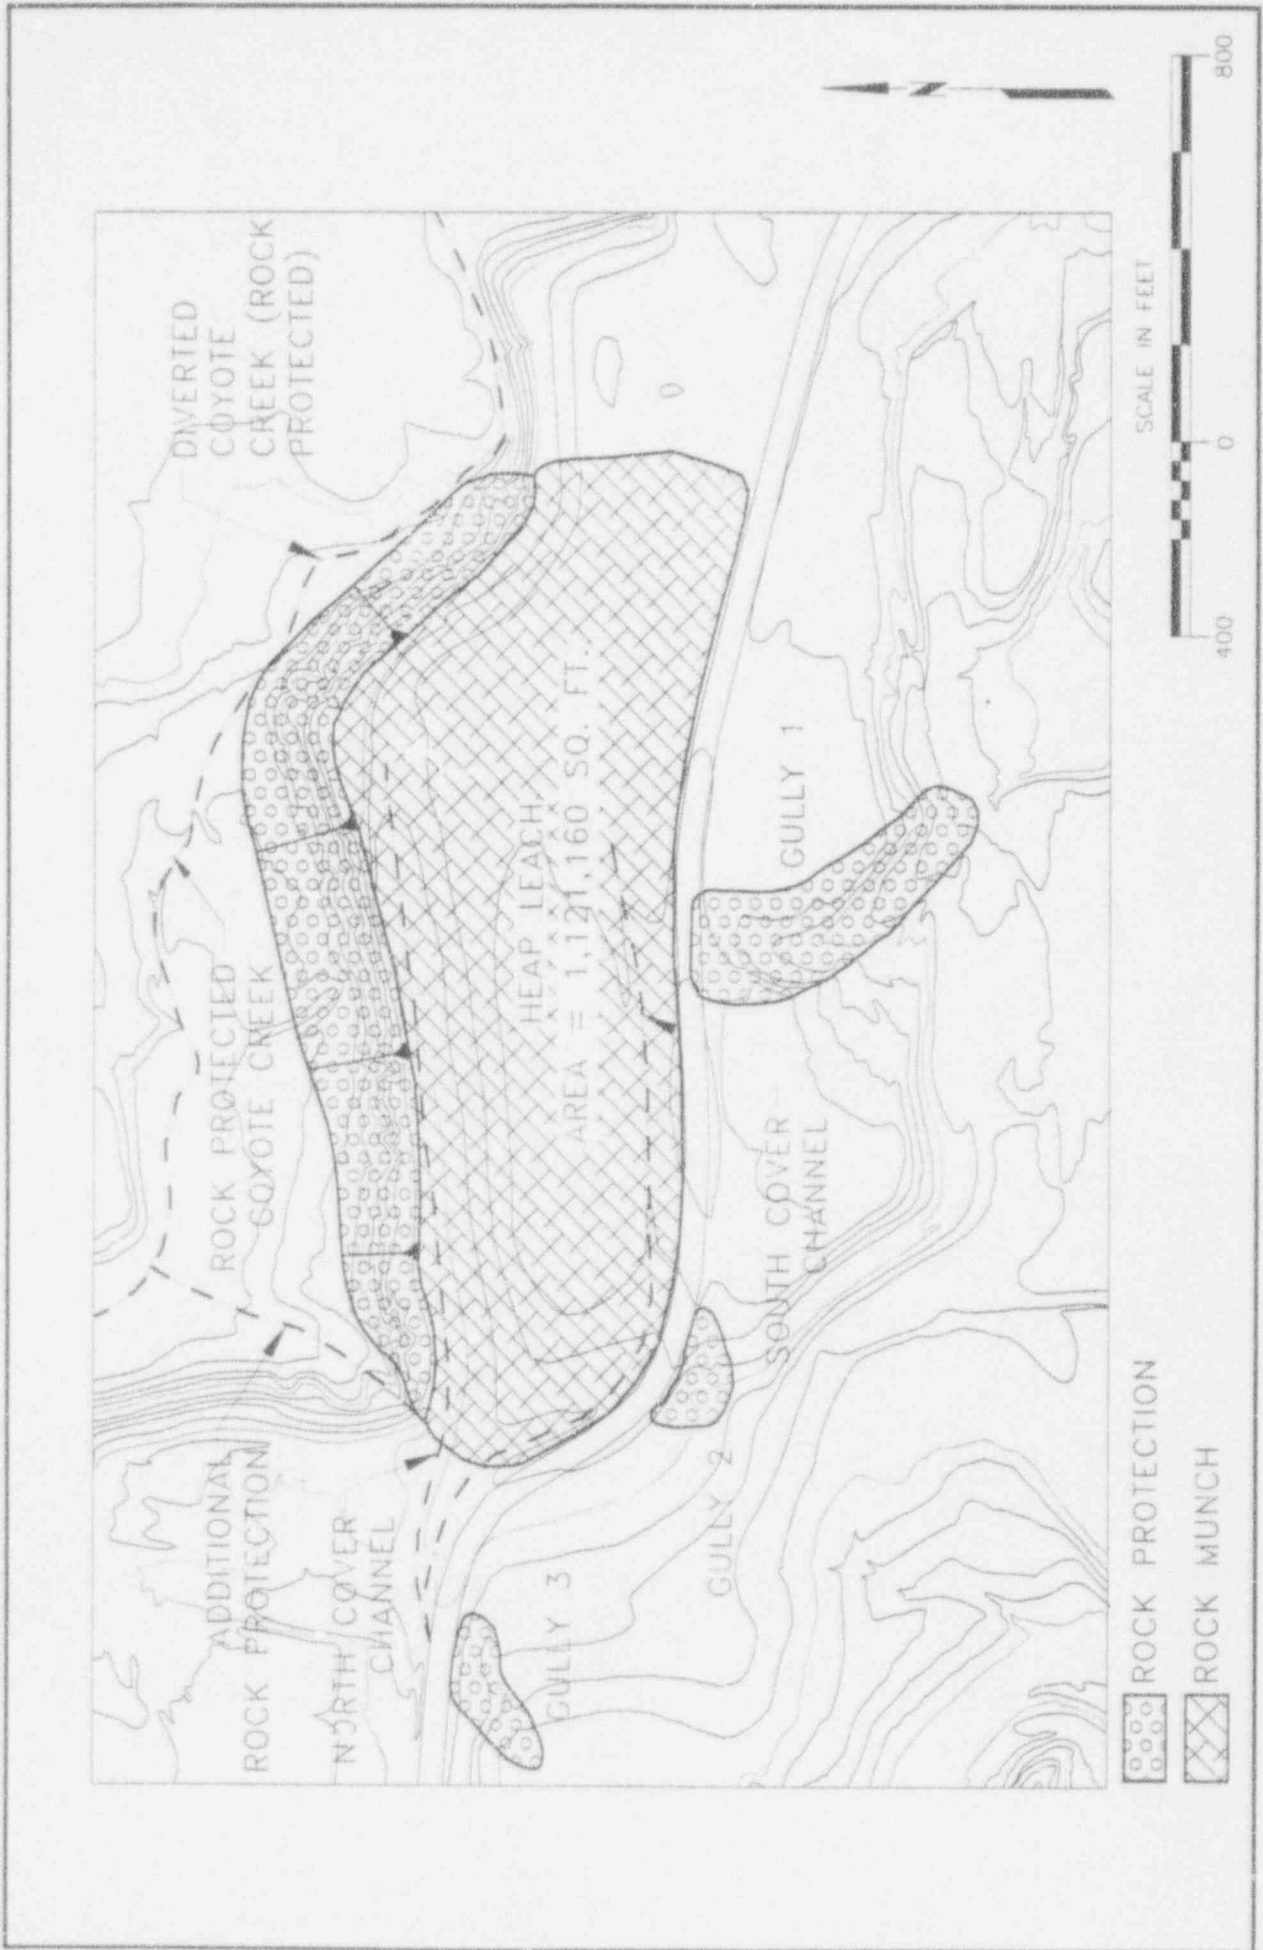 DIVERTED
COYOTE
CREEK (ROCK
PROTECTED)
ROCK PROTECTED
COYOTE CREEK
ADDITIONAL
ROCK PROTECTION
NORTH COVER
CHANNEL
HEAP LEACH
AREA = 1,121,160 SQ. FT.
GULLY 3
GULLY 2
SOUTH COVER
CHANNEL
GULLY 1
N
ROCK PROTECTION
ROCK MUNCH
SCALE IN FEET
400 0 800